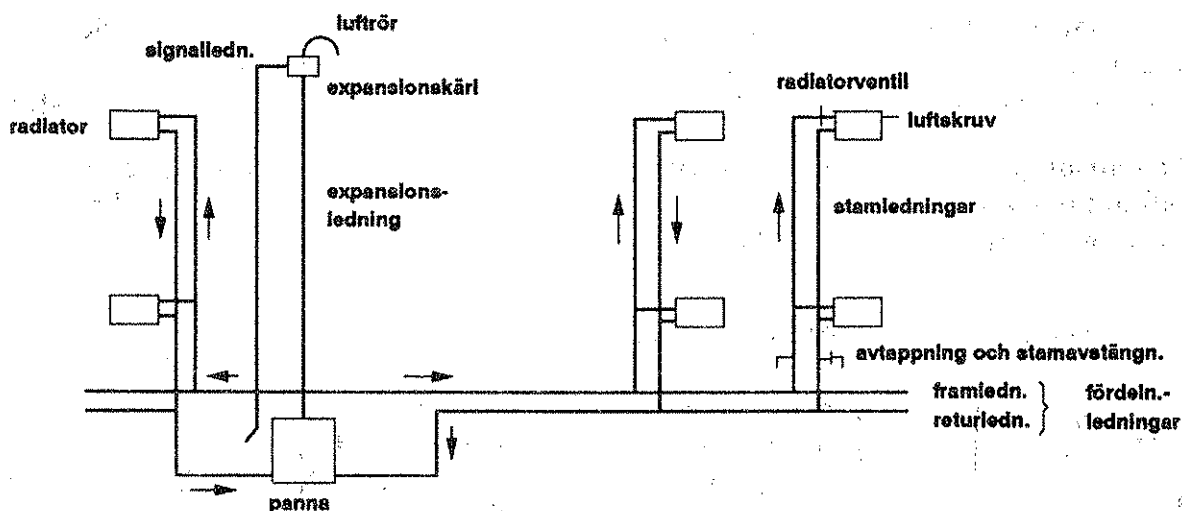 luftrör
signalledn.
expansionskärl
radiatorventil
radiator
luftskruv
expansions-
ledning
stamledningar
avtappning och stamavstängn.
framledn.
fördeln.-
returledn.
ledningar
panna